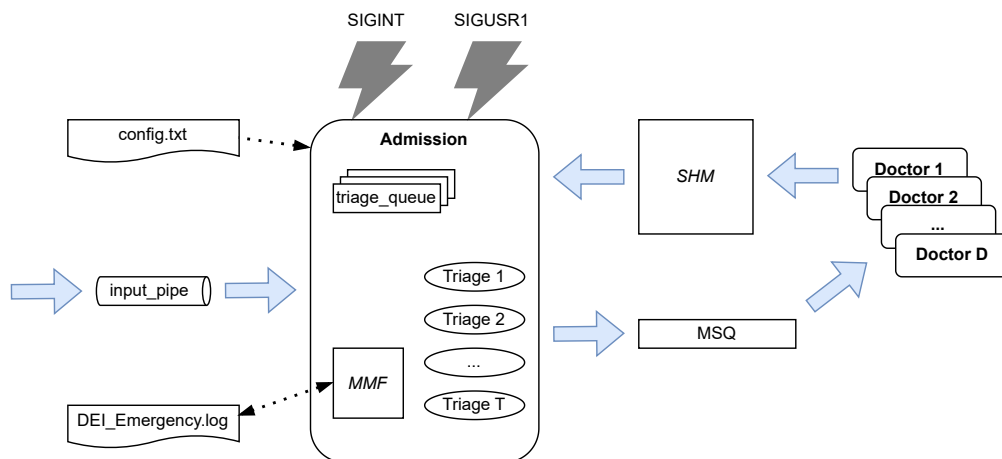 SIGINT
SIGUSR1
config.txt
Admission
triage_queue
SHM
Doctor 1
Doctor 2
...
Doctor D
input_pipe
Triage 1
Triage 2
...
Triage T
MSQ
MMF
DEI_Emergency.log